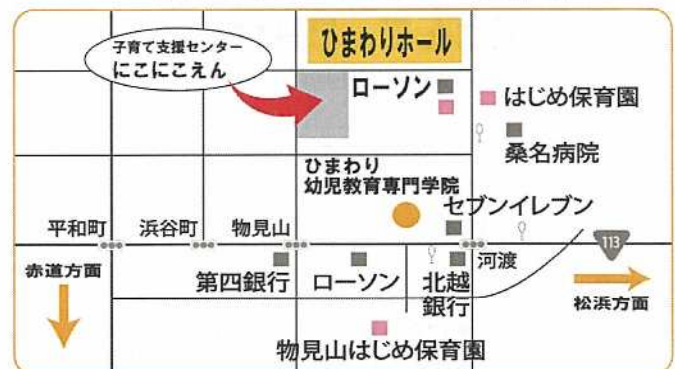 子育て支援センター
にこにこえん
ひまわりホール
ローソン
はじめ保育園
桑名病院
ひまわり
幼児教育専門学院
セブンイレブン
平和町
浜谷町
物見山
河渡
113
赤道方面
第四銀行
ローソン
北越
銀行
松浜方面
物見山はじめ保育園